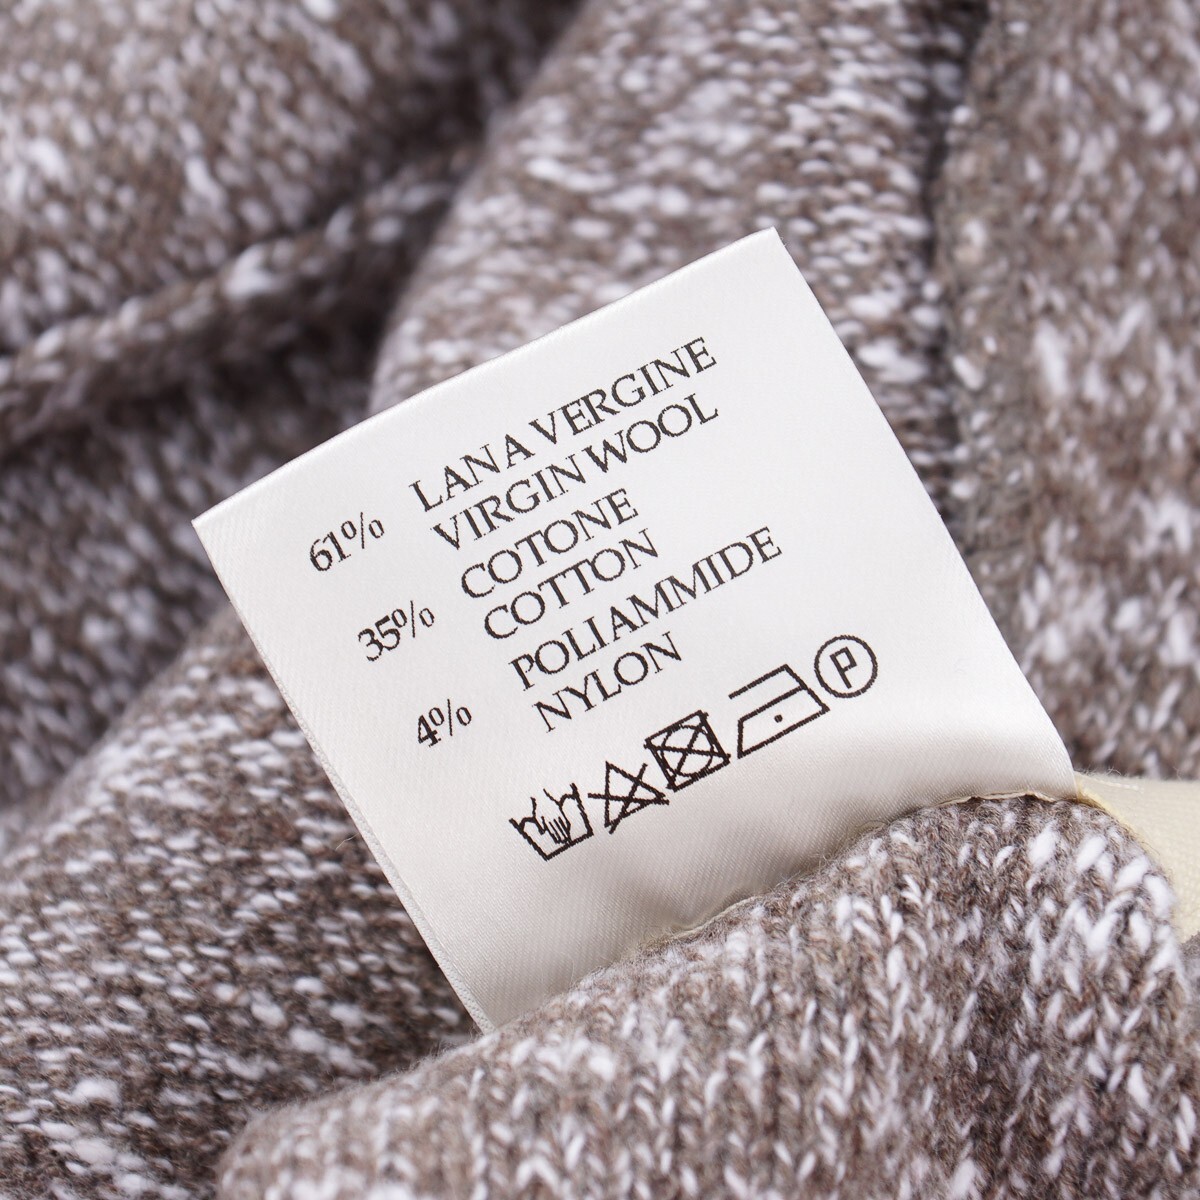 61% LANA VERGINE
VIRGIN WOOL
35% COTONE
COTTON
4% POLIAMMIDE
NYLON
P